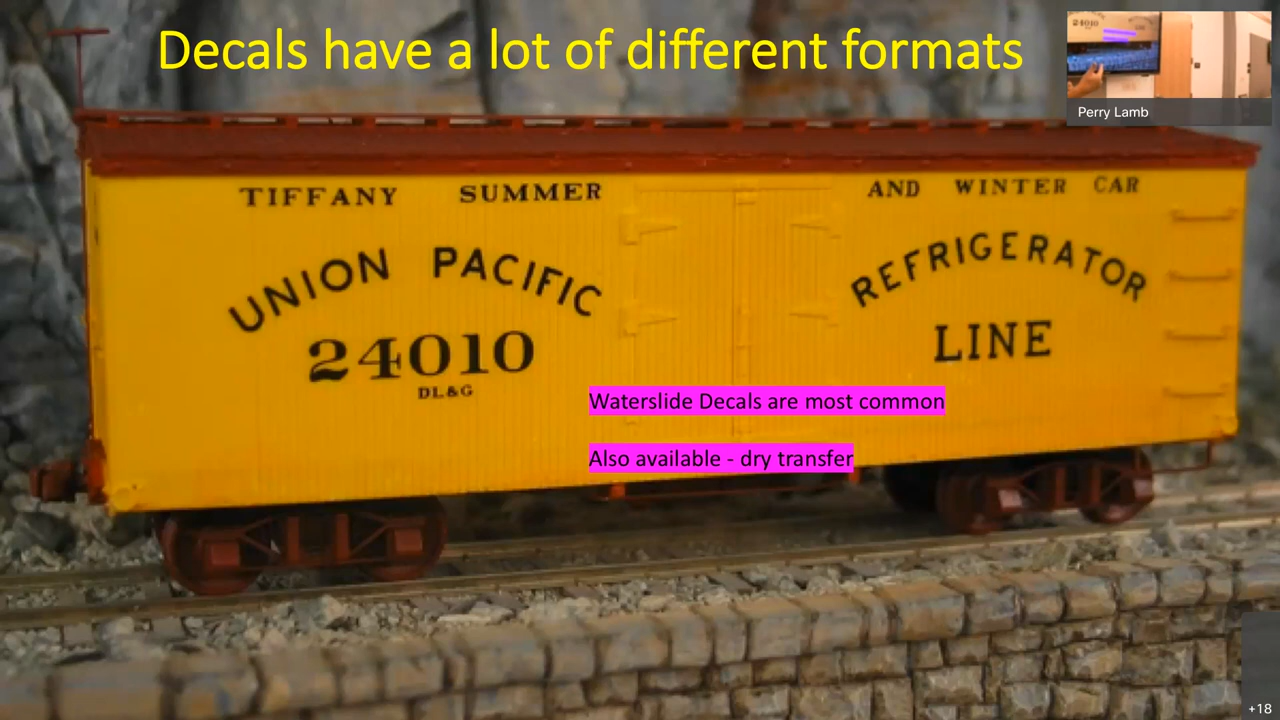 Decals have a lot of different formats
Perry Lamb
TIFFANY SUMMER AND WINTER CAR
UNION PACIFIC
REFRIGERATOR
24010
LINE
DL&G
Waterslide Decals are most common
Also available - dry transfer
+18